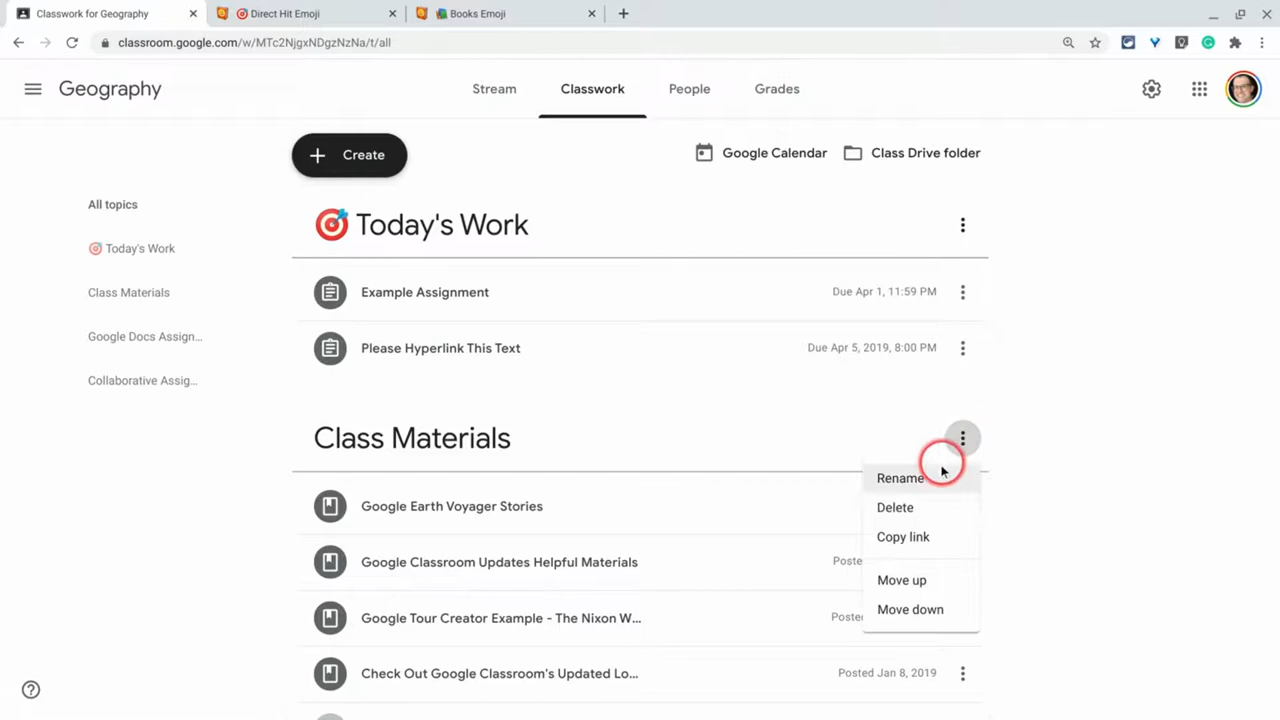 Classwork for Geography
🎯 Direct Hit Emoji
📚 Books Emoji
classroom.google.com/w/MTc2NjgxNDgzNzNa/t/all
Geography
Stream
Classwork
People
Grades
Create
Google Calendar
Class Drive folder
All topics
🎯 Today's Work
Class Materials
Google Docs Assign...
Collaborative Assig...
🎯 Today's Work
Example Assignment
Due Apr 1, 11:59 PM
Please Hyperlink This Text
Due Apr 5, 2019, 8:00 PM
Class Materials
Rename
Delete
Copy link
Move up
Move down
Google Earth Voyager Stories
Google Classroom Updates Helpful Materials
Poste
Google Tour Creator Example - The Nixon W...
Posted
Check Out Google Classroom's Updated Lo...
Posted Jan 8, 2019